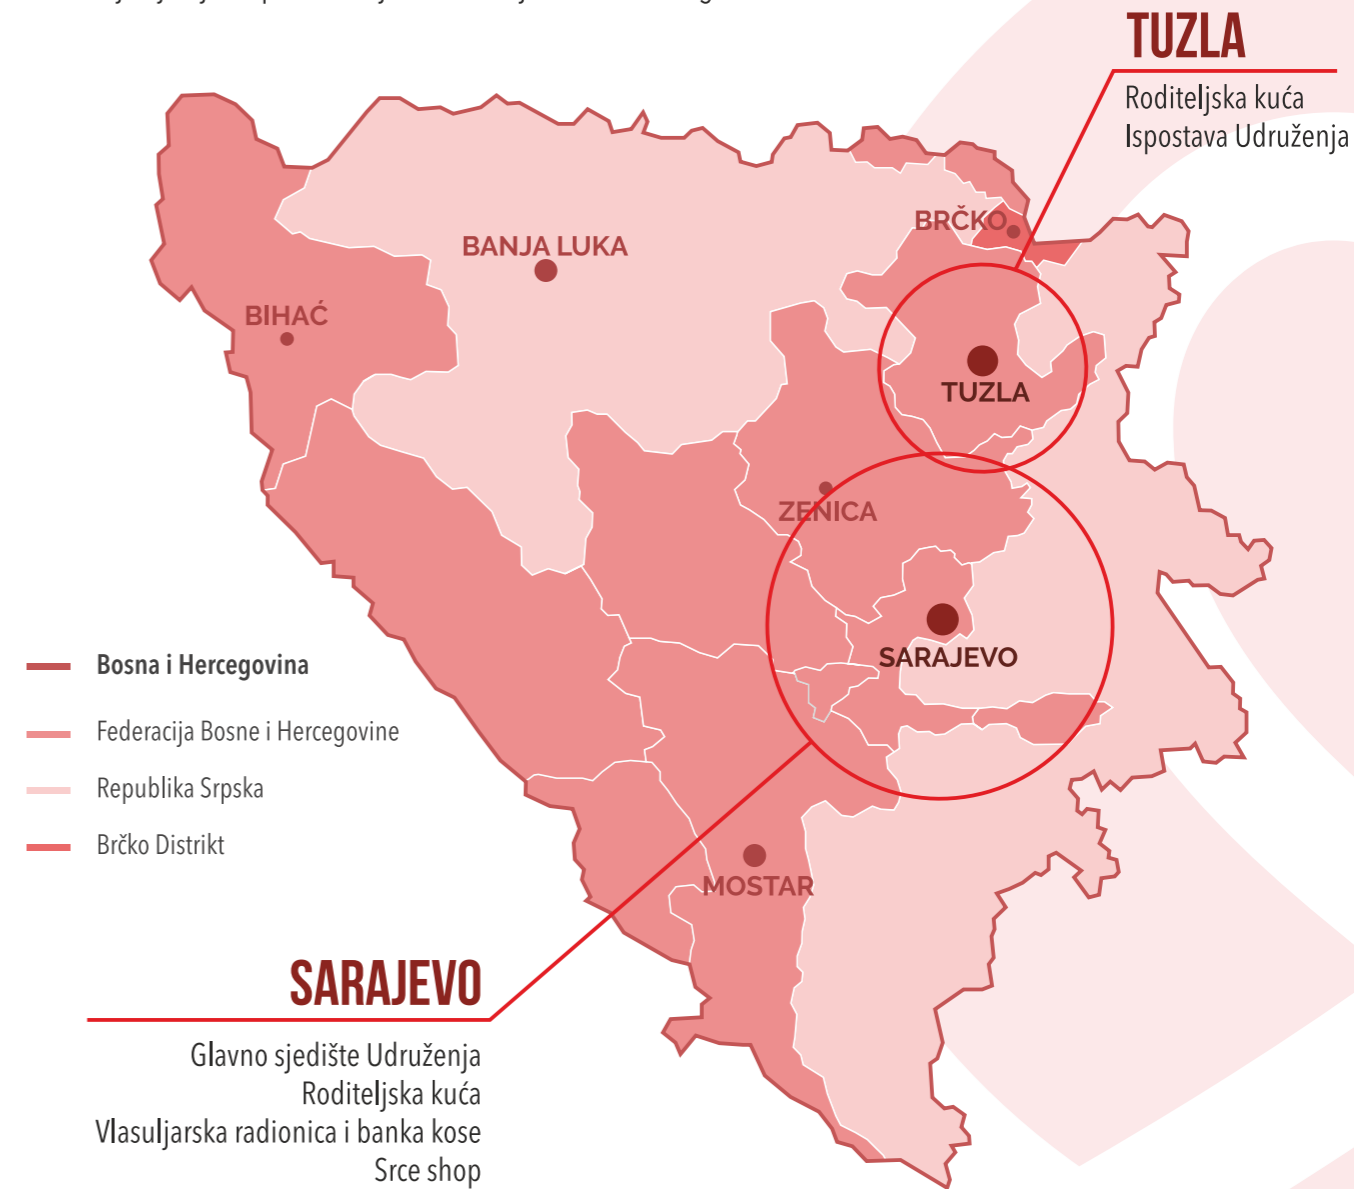 TUZLA
Roditeljska kuća
Ispostava Udruženja
BRČKO
BANJA LUKA
BIHAĆ
TUZLA
ZENICA
SARAJEVO
Bosna i Hercegovina
Federacija Bosne i Hercegovine
Republika Srpska
Brčko Distrikt
MOSTAR
SARAJEVO
Glavno sjedište Udruženja
Roditeljska kuća
Vlasuljarska radionica i banka kose
Srce shop